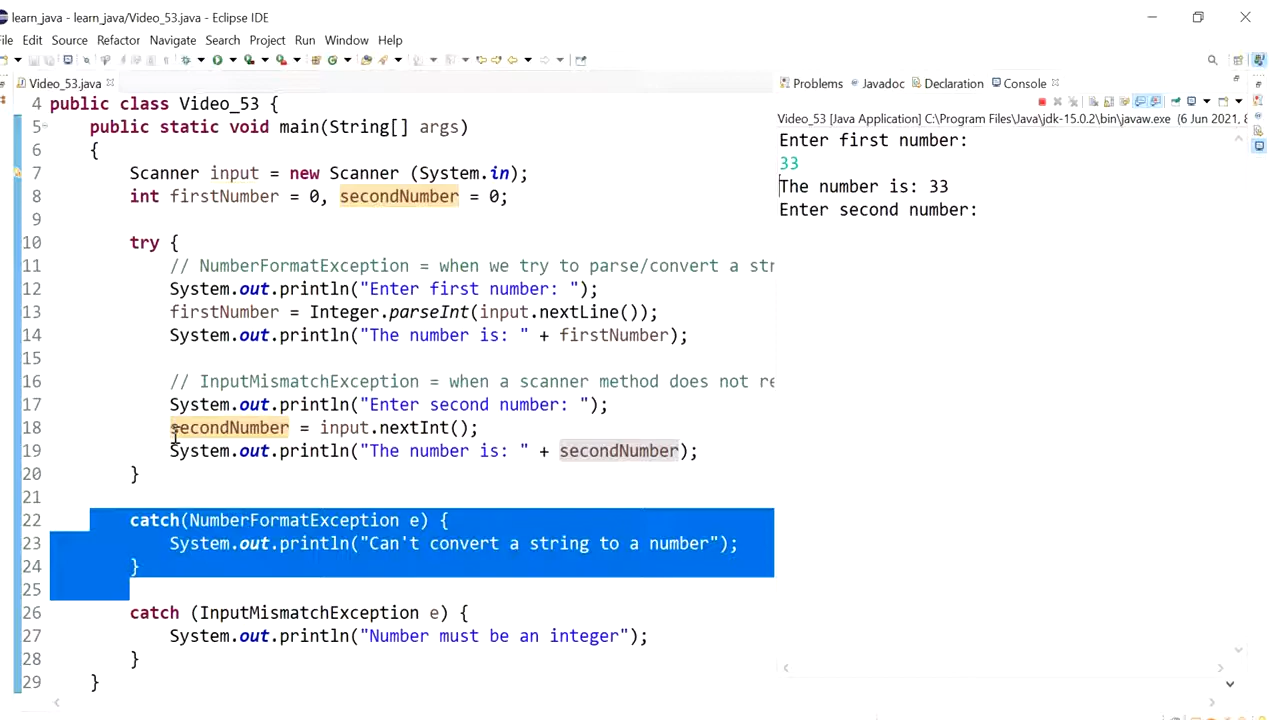 learn_java - learn_java/Video_53.java - Eclipse IDE
File Edit Source Refactor Navigate Search Project Run Window Help
Video_53.java
4 public class Video_53 {
5 public static void main(String[] args)
6 {
7 Scanner input = new Scanner (System.in);
8 int firstNumber = 0, secondNumber = 0;
9
10 try {
11 // NumberFormatException = when we try to parse/convert a str
12 System.out.println("Enter first number: ");
13 firstNumber = Integer.parseInt(input.nextLine());
14 System.out.println("The number is: " + firstNumber);
15
16 // InputMismatchException = when a scanner method does not re
17 System.out.println("Enter second number: ");
18 secondNumber = input.nextInt();
19 System.out.println("The number is: " + secondNumber);
20 }
21
22 catch(NumberFormatException e) {
23 System.out.println("Can't convert a string to a number");
24 }
25
26 catch (InputMismatchException e) {
27 System.out.println("Number must be an integer");
28 }
29 }
Problems Javadoc Declaration Console
Video_53 [Java Application] C:\Program Files\Java\jdk-15.0.2\bin\javaw.exe (6 Jun 2021, 8
Enter first number:
33
The number is: 33
Enter second number: